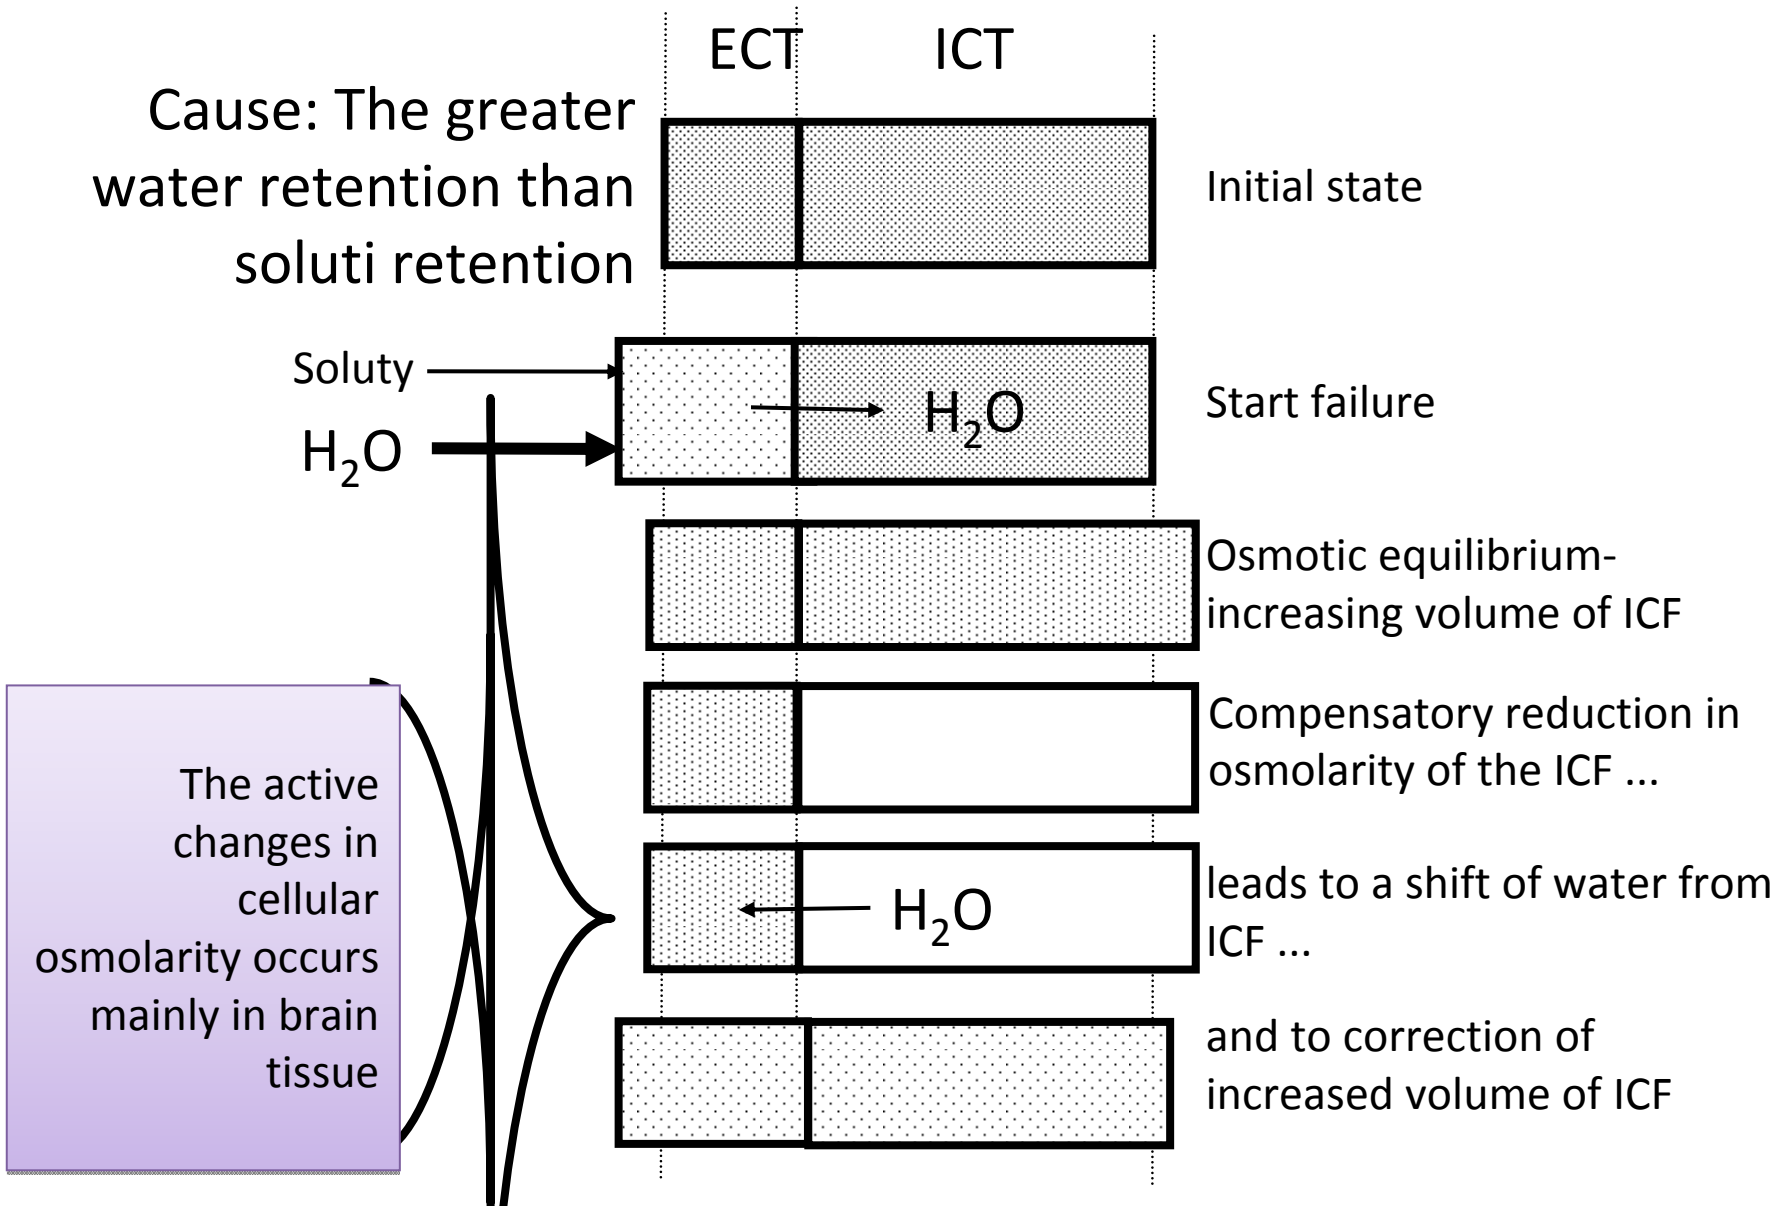 ECT ICT
Cause: The greater
water retention than
soluti retention
Initial state
Soluty
H₂O
H₂O
Start failure
Osmotic equilibrium-
increasing volume of ICF
Compensatory reduction in
osmolarity of the ICF ...
H₂O
leads to a shift of water from
ICF ...
and to correction of
increased volume of ICF
The active
changes in
cellular
osmolarity occurs
mainly in brain
tissue